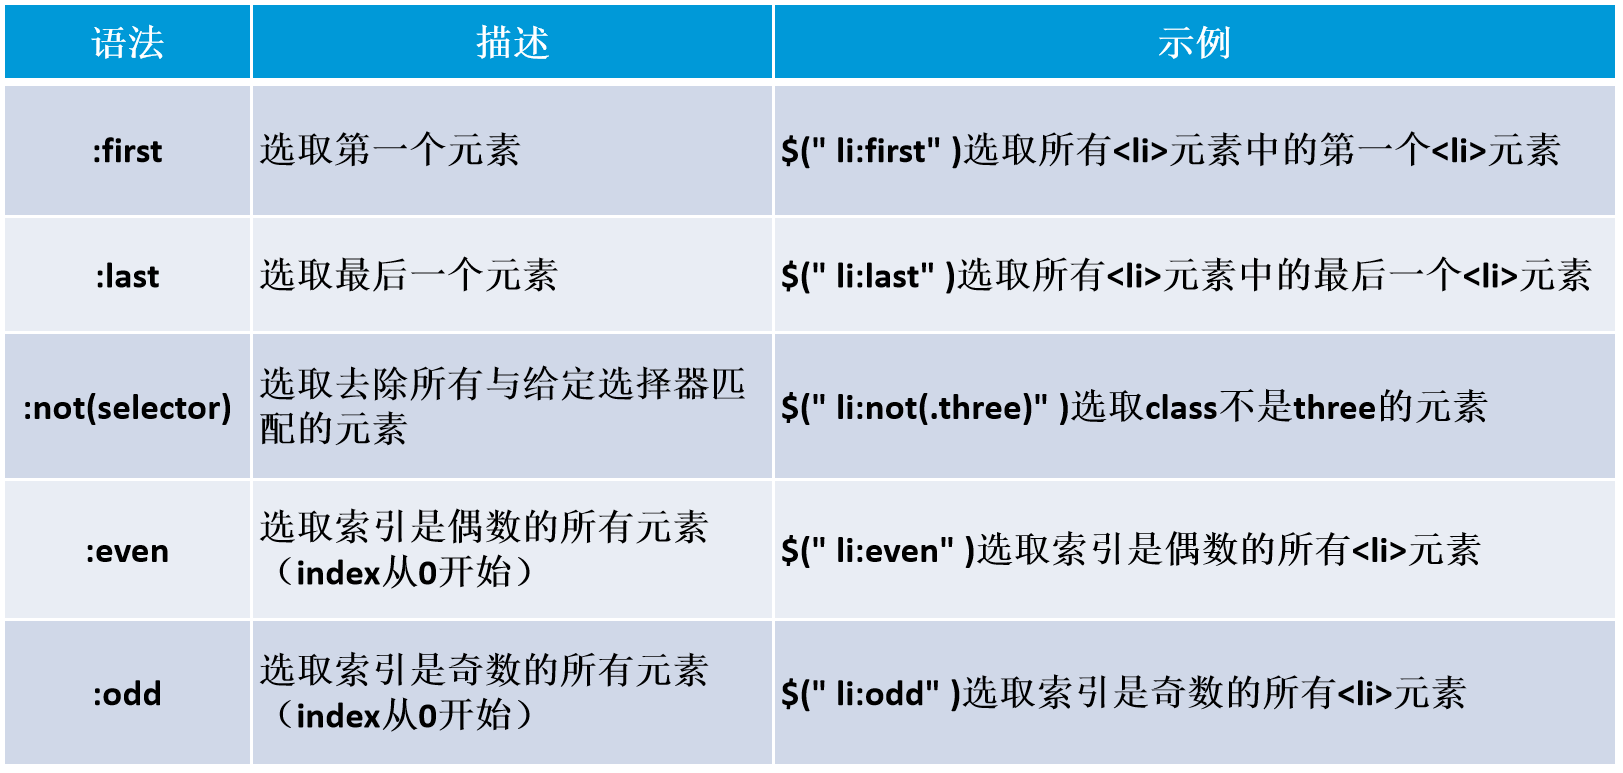 语法 描述 示例
:first 选取第一个元素 $(" li:first" )选取所有<li>元素中的第一个<li>元素
:last 选取最后一个元素 $(" li:last" )选取所有<li>元素中的最后一个<li>元素
:not(selector) 选取去除所有与给定选择器匹
配的元素 $(" li:not(.three)" )选取class不是three的元素
:even 选取索引是偶数的所有元素
（index从0开始） $(" li:even" )选取索引是偶数的所有<li>元素
:odd 选取索引是奇数的所有元素
（index从0开始） $(" li:odd" )选取索引是奇数的所有<li>元素